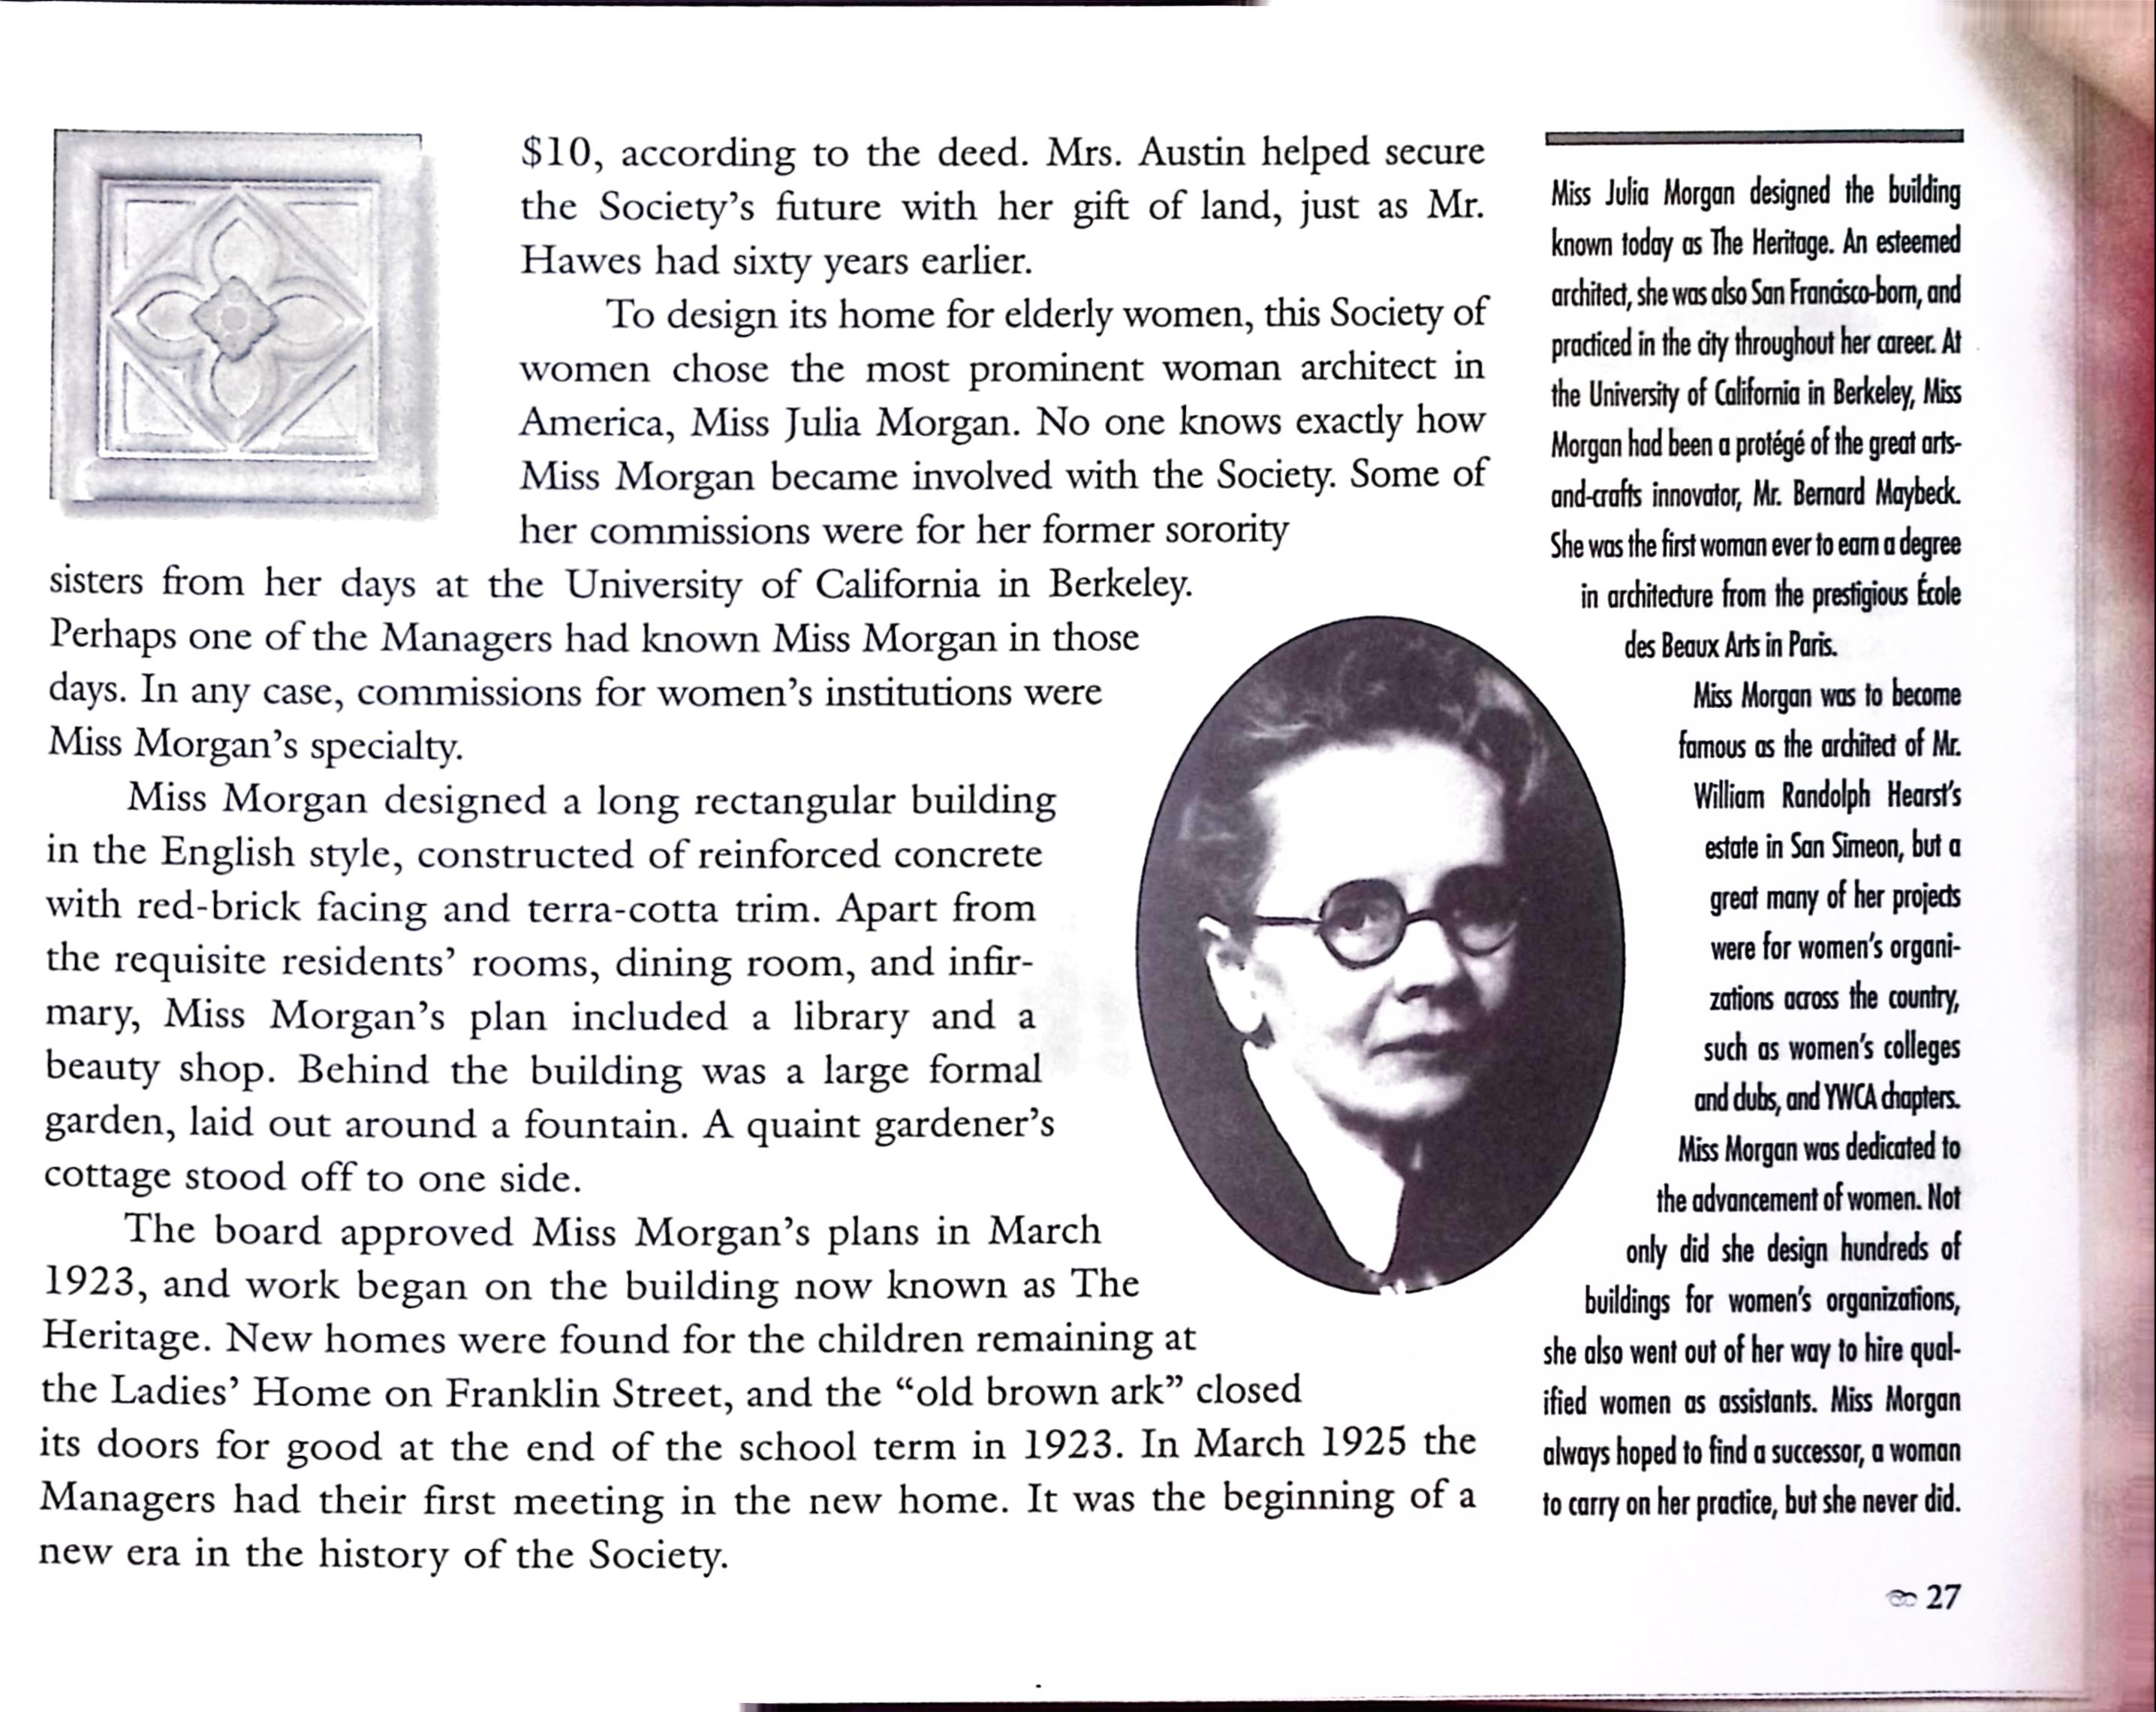 $10, according to the deed. Mrs. Austin helped secure
the Society's future with her gift of land, just as Mr.
Hawes had sixty years earlier.
To design its home for elderly women, this Society of
women chose the most prominent woman architect in
America, Miss Julia Morgan. No one knows exactly how
Miss Morgan became involved with the Society. Some of
her commissions were for her former sorority
sisters from her days at the University of California in Berkeley.
Perhaps one of the Managers had known Miss Morgan in those
days. In any case, commissions for women's institutions were
Miss Morgan's specialty.
Miss Morgan designed a long rectangular building
in the English style, constructed of reinforced concrete
with red-brick facing and terra-cotta trim. Apart from
the requisite residents' rooms, dining room, and infir-
mary, Miss Morgan's plan included a library and a
beauty shop. Behind the building was a large formal
garden, laid out around a fountain. A quaint gardener's
cottage stood off to one side.
The board approved Miss Morgan's plans in March
1923, and work began on the building now known as The
Heritage. New homes were found for the children remaining at
the Ladies' Home on Franklin Street, and the "old brown ark" closed
its doors for good at the end of the school term in 1923. In March 1925 the
Managers had their first meeting in the new home. It was the beginning of a
new era in the history of the Society.
Miss Julia Morgan designed the building
known today as The Heritage. An esteemed
architect, she was also San Francisco-born, and
practiced in the city throughout her career. At
the University of California in Berkeley, Miss
Morgan had been a protégé of the great arts-
and-crafts innovator, Mr. Bernard Maybeck.
She was the first woman ever to earn a degree
in architecture from the prestigious École
des Beaux Arts in Paris.
Miss Morgan was to become
famous as the architect of Mr.
William Randolph Hearst's
estate in San Simeon, but a
great many of her projects
were for women's organi-
zations across the country,
such as women's colleges
and clubs, and YWCA chapters.
Miss Morgan was dedicated to
the advancement of women. Not
only did she design hundreds of
buildings for women's organizations,
she also went out of her way to hire qual-
ified women as assistants. Miss Morgan
always hoped to find a successor, a woman
to carry on her practice, but she never did.
27